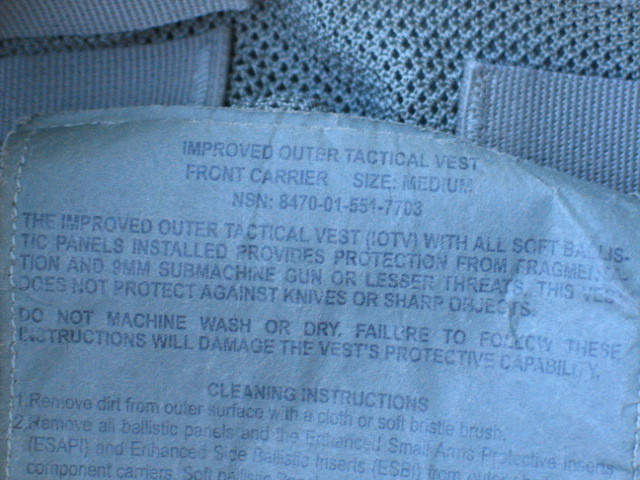 IMPROVED OUTER TACTICAL VEST
FRONT CARRIER SIZE: MEDIUM
NSN: 8470-01-551-7703
THE IMPROVED OUTER TACTICAL VEST (IOTV) WITH ALL SOFT BALLIS-
TIC PANELS INSTALLED PROVIDES PROTECTION FROM FRAGMENTA-
TION AND 9MM SUBMACHINE GUN OR LESSER THREATS. THIS VEST
DOES NOT PROTECT AGAINST KNIVES OR SHARP OBJECTS.
DO NOT MACHINE WASH OR DRY. FAILURE TO FOLLOW THESE
INSTRUCTIONS WILL DAMAGE THE VEST'S PROTECTIVE CAPABILITY.
CLEANING INSTRUCTIONS
1.Remove dirt from outer surface with a cloth or soft bristle brush.
2.Remove all ballistic panels and the Enhanced Small Arms Protective Inserts
(ESAPI) and Enhanced Side Ballistic Inserts (ESBI) from outer
component carriers. Soft ballistic